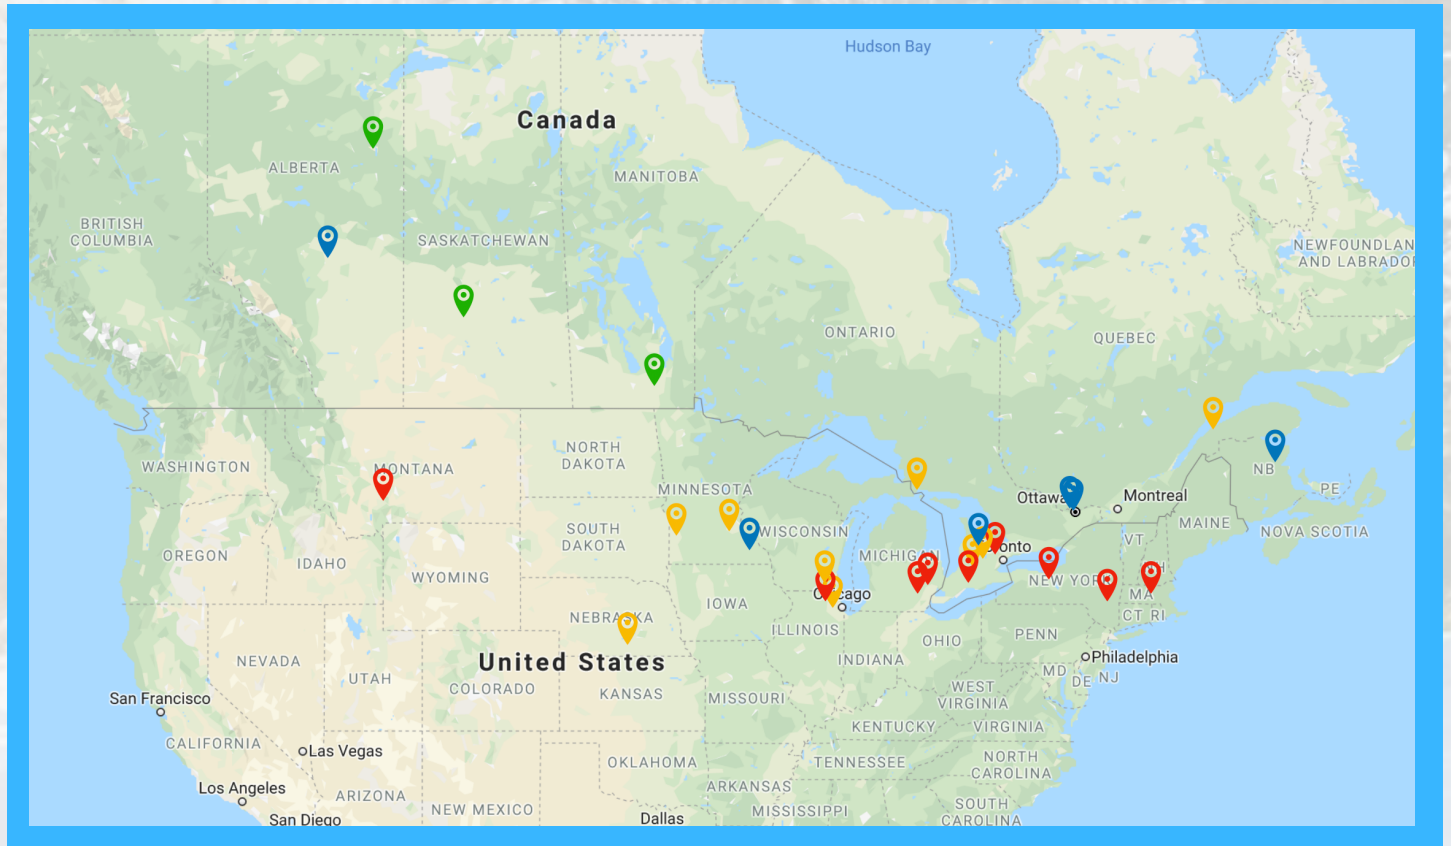 Hudson Bay
Canada
ALBERTA
MANITOBA
BRITISH
COLUMBIA
SASKATCHEWAN
NEWFOUNDLAN
AND LABRADOR
ONTARIO
QUEBEC
WASHINGTON
MONTANA
NORTH
DAKOTA
MINNESOTA
Ottawa
Montreal
NB
PE
NOVA SCOTIA
MAINE
OREGON
IDAHO
SOUTH
DAKOTA
WISCONSIN
MICHIGAN
onto
VT
NH
WYOMING
NEW YORK
MA
CT RI
NEBRASKA
IOWA
Chicago
ILLINOIS
OHIO
PENN
NEVADA
UTAH
United States
COLORADO
KANSAS
MISSOURI
INDIANA
Philadelphia
MD
DE
NJ
WEST
VIRGINIA
San Francisco
CALIFORNIA
Las Vegas
KENTUCKY
VIRGINIA
OKLAHOMA
TENNESSEE
NORTH
CAROLINA
Los Angeles
ARIZONA
NEW MEXICO
ARKANSAS
MISSISSIPPI
SOUTH
CAROLINA
San Diego
Dallas